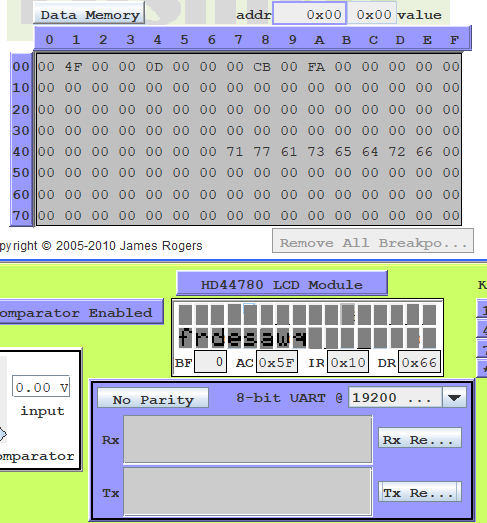 Data Memory addr 0x00 0x00 value
0 1 2 3 4 5 6 7 8 9 A B C D E F
00 00 4F 00 00 0D 00 00 00 CB 00 FA 00 00 00 00 00
10 00 00 00 00 00 00 00 00 00 00 00 00 00 00 00 00
20 00 00 00 00 00 00 00 00 00 00 00 00 00 00 00 00
30 00 00 00 00 00 00 00 00 00 00 00 00 00 00 00 00
40 00 00 00 00 00 00 00 71 77 61 73 65 64 72 66 00
50 00 00 00 00 00 00 00 00 00 00 00 00 00 00 00 00
60 00 00 00 00 00 00 00 00 00 00 00 00 00 00 00 00
70 00 00 00 00 00 00 00 00 00 00 00 00 00 00 00 00
pyright © 2005-2010 James Rogers
Remove All Breakpo...
HD44780 LCD Module
K
omparator Enabled
frdesawq
BF 0 AC 0x5F IR 0x10 DR 0x66
0.00 V
input
omparator
No Parity 8-bit UART @ 19200 ...
Rx
Rx Re...
Tx
Tx Re...